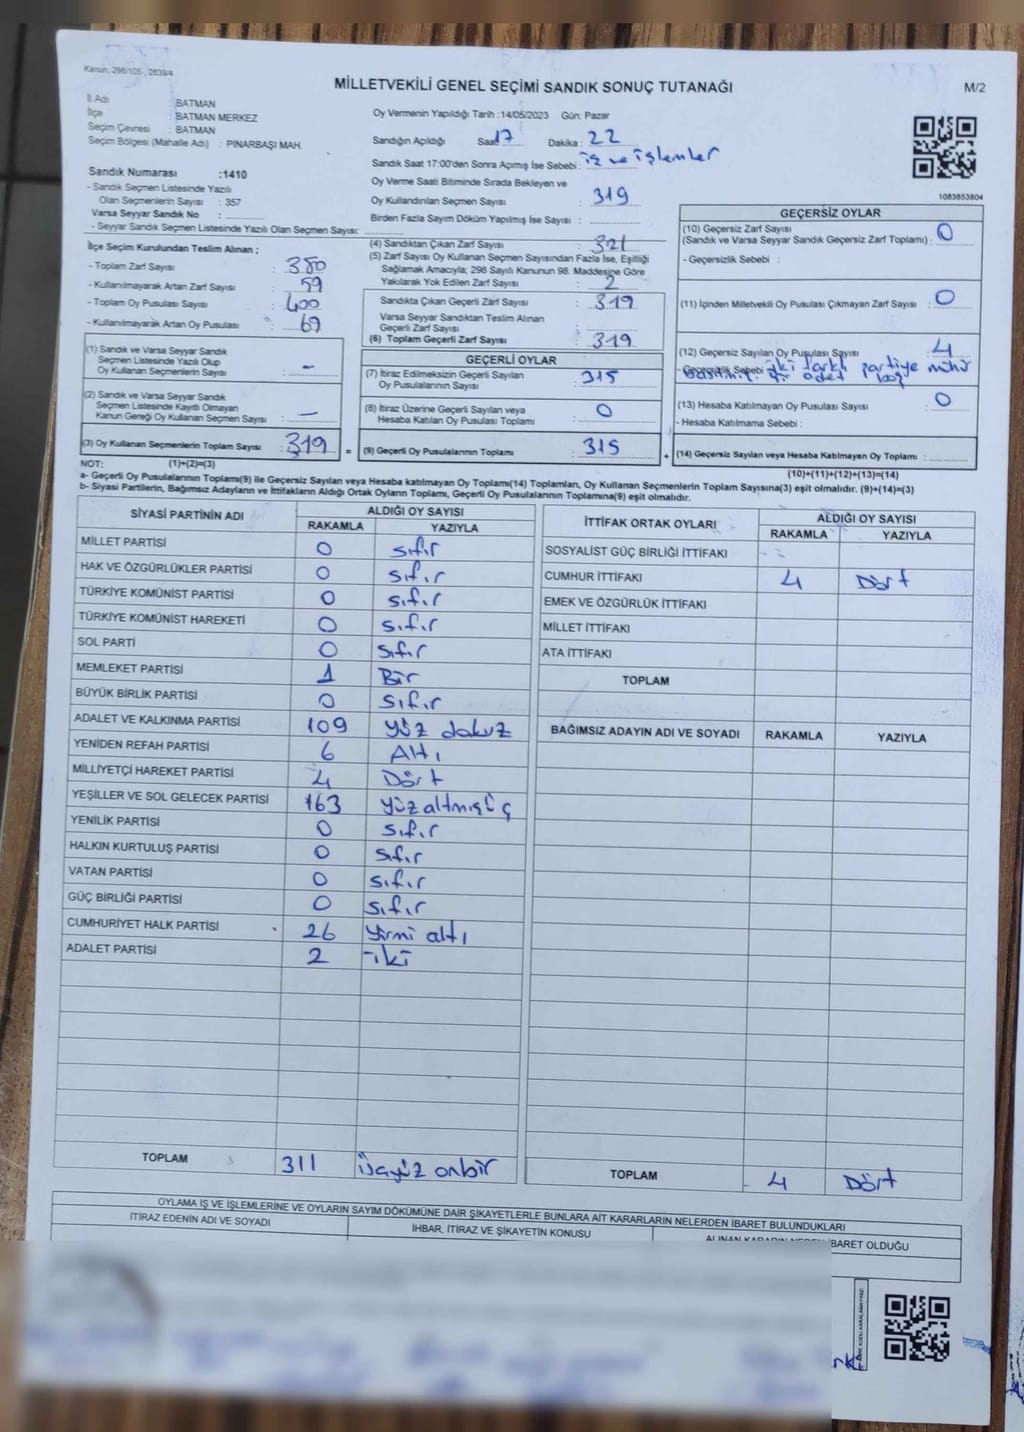 Kanun: 298/105 , 2839/4
MİLLETVEKİLİ GENEL SEÇİMİ SANDIK SONUÇ TUTANAĞI
M/2
İl Adı : BATMAN
İlçe : BATMAN MERKEZ
Seçim Çevresi : BATMAN
Seçim Bölgesi (Mahalle Adı) : PINARBAŞI MAH.
Oy Vermenin Yapıldığı Tarih :14/05/2023 Gün: Pazar
Sandığın Açıldığı Saat 17 Dakika : 22
Sandık Saat 17:00'den Sonra Açımış İse Sebebi : iş ve işlemler
Sandık Numarası :1410
- Sandık Seçmen Listesinde Yazılı
Olan Seçmenlerin Sayısı : 357
Varsa Seyyar Sandık No :
- Seyyar Sandık Seçmen Listesinde Yazılı Olan Seçmen Sayısı:
Oy Verme Saati Bitiminde Sırada Bekleyen ve
Oy Kullandırılan Seçmen Sayısı : 319
Birden Fazla Sayım Döküm Yapılmış İse Sayısı :
1083853804
İlçe Seçim Kurulundan Teslim Alınan ;
- Toplam Zarf Sayısı : 380
- Kullanılmayarak Artan Zarf Sayısı : 59
- Toplam Oy Pusulası Sayısı : 400
- Kullanılmayarak Artan Oy Pusulası : 69
(4) Sandıktan Çıkan Zarf Sayısı : 321
(5) Zarf Sayısı Oy Kullanan Seçmen Sayısından Fazla İse, Eşitliği
Sağlamak Amacıyla; 298 Sayılı Kanunun 98. Maddesine Göre
Yakılarak Yok Edilen Zarf Sayısı : 2
Sandıkta Çıkan Geçerli Zarf Sayısı : 319
Varsa Seyyar Sandıktan Teslim Alınan
Geçerli Zarf Sayısı :
(6) Toplam Geçerli Zarf Sayısı : 319
GEÇERSİZ OYLAR
(10) Geçersiz Zarf Sayısı
(Sandık ve Varsa Seyyar Sandık Geçersiz Zarf Toplamı) : 0
- Geçersizlik Sebebi :
(11) İçinden Milletvekili Oy Pusulası Çıkmayan Zarf Sayısı : 0
(12) Geçersiz Sayılan Oy Pusulası Sayısı : 4
- Geçersizlik Sebebi iki farklı partiye mühür
adet boş
(13) Hesaba Katılmayan Oy Pusulası Sayısı : 0
- Hesaba Katılmama Sebebi :
(14) Geçersiz Sayılan veya Hesaba Katılmayan Oy Toplamı :
(10)+(11)+(12)+(13)=(14)
(1) Sandık ve Varsa Seyyar Sandık
Seçmen Listesinde Yazılı Olup
Oy Kullanan Seçmenlerin Sayısı : -
(2) Sandık ve Varsa Seyyar Sandık
Seçmen Listesinde Kayıtlı Olmayan
Kanun Gereği Oy Kullanan Seçmen Sayısı : -
(3) Oy Kullanan Seçmenlerin Toplam Sayısı : 319 =
GEÇERLİ OYLAR
(7) İtiraz Edilmeksizin Geçerli Sayılan
Oy Pusulalarının Sayısı : 315
(8) İtiraz Üzerine Geçerli Sayılan veya
Hesaba Katılan Oy Pusulası Toplamı : 0
(9) Geçerli Oy Pusulalarının Toplamı : 315 +
NOT: (1)+(2)=(3)
a- Geçerli Oy Pusulalarının Toplamı(9) ile Geçersiz Sayılan veya Hesaba katılmayan Oy Toplamı(14) Toplamları, Oy Kullanan Seçmenlerin Toplam Sayısına(3) eşit olmalıdır. (9)+(14)=(3)
b- Siyasi Partilerin, Bağımsız Adayların ve İttifakların Aldığı Ortak Oyların Toplamı, Geçerli Oy Pusulalarının Toplamına(9) eşit olmalıdır.
SİYASİ PARTİNİN ADI ALDIĞI OY SAYISI
RAKAMLA YAZIYLA
MİLLET PARTİSİ 0 sıfır
HAK VE ÖZGÜRLÜKLER PARTİSİ 0 sıfır
TÜRKİYE KOMÜNİST PARTİSİ 0 sıfır
TÜRKİYE KOMÜNİST HAREKETİ 0 sıfır
SOL PARTİ 0 sıfır
MEMLEKET PARTİSİ 1 Bir
BÜYÜK BİRLİK PARTİSİ 0 sıfır
ADALET VE KALKINMA PARTİSİ 109 yüz dokuz
YENİDEN REFAH PARTİSİ 6 Altı
MİLLİYETÇİ HAREKET PARTİSİ 4 Dört
YEŞİLLER VE SOL GELECEK PARTİSİ 163 yüz altmış üç
YENİLİK PARTİSİ 0 sıfır
HALKIN KURTULUŞ PARTİSİ 0 sıfır
VATAN PARTİSİ 0 sıfır
GÜÇ BİRLİĞİ PARTİSİ 0 sıfır
CUMHURİYET HALK PARTİSİ 26 yirmi altı
ADALET PARTİSİ 2 iki
TOPLAM 311 üçyüz onbir
İTTİFAK ORTAK OYLARI ALDIĞI OY SAYISI
RAKAMLA YAZIYLA
SOSYALİST GÜÇ BİRLİĞİ İTTİFAKI
CUMHUR İTTİFAKI 4 Dört
EMEK VE ÖZGÜRLÜK İTTİFAKI
MİLLET İTTİFAKI
ATA İTTİFAKI
TOPLAM
BAĞIMSIZ ADAYIN ADI VE SOYADI RAKAMLA YAZIYLA
TOPLAM 4 Dört
OYLAMA İŞ VE İŞLEMLERİNE VE OYLARIN SAYIM DÖKÜMÜNE DAİR ŞİKAYETLERLE BUNLARA AİT KARARLARIN NELERDEN İBARET BULUNDUKLARI
İTİRAZ EDENİN ADI VE SOYADI İHBAR, İTİRAZ VE ŞİKAYETİN KONUSU ALINAN KARARIN NEDEN İBARET OLDUĞU